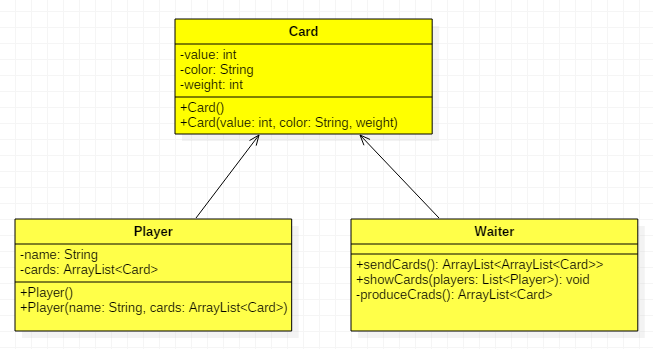 Card
-value: int
-color: String
-weight: int
+Card()
+Card(value: int, color: String, weight)
Player
-name: String
-cards: ArrayList<Card>
+Player()
+Player(name: String, cards: ArrayList<Card>)
Waiter
+sendCards(): ArrayList<ArrayList<Card>>
+showCards(players: List<Player>): void
-produceCrads(): ArrayList<Card>